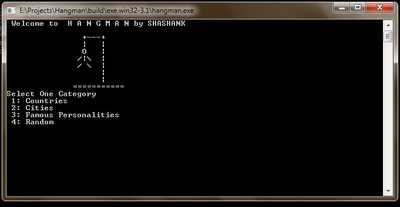 E:\Projects\Hangman\build\exe.win32-3.1\hangman.exe
Welcome to H A N G M A N by SHASHANK
Select One Category
1: Countries
2: Cities
3: Famous Personalities
4: Random